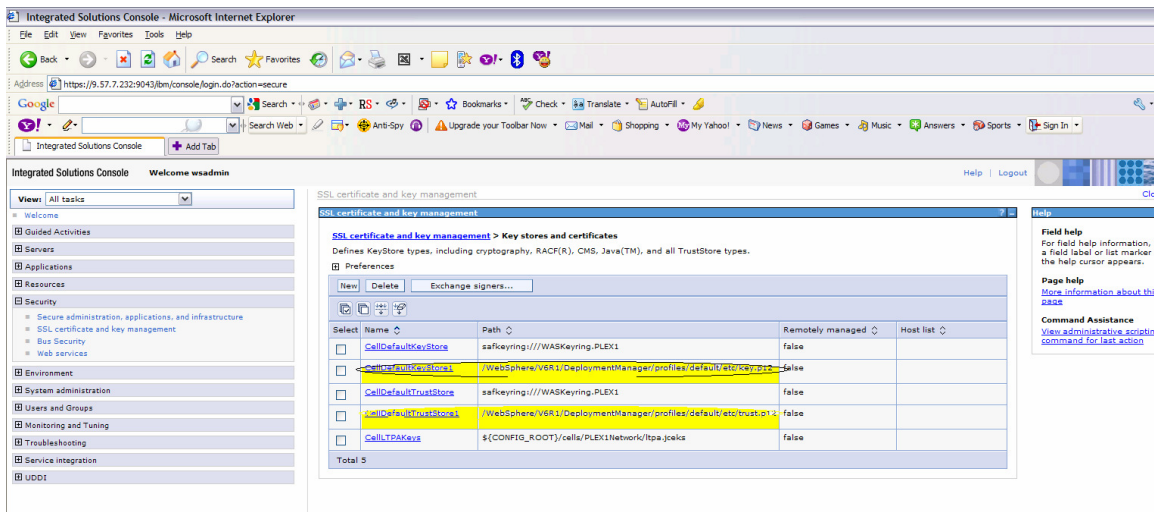 Integrated Solutions Console - Microsoft Internet Explorer
File Edit View Favorites Tools Help
Back Search Favorites
Address https://9.57.7.232:9043/ibm/console/login.do?action=secure
Google Search RS Bookmarks Check Translate AutoFill
Search Web Anti-Spy Upgrade your Toolbar Now Mail Shopping My Yahoo! News Games Music Answers Sports Sign In
Integrated Solutions Console Add Tab
Integrated Solutions Console Welcome wsadmin Help | Logout
View: All tasks
Welcome
Guided Activities
Servers
Applications
Resources
Security
Secure administration, applications, and infrastructure
SSL certificate and key management
Bus Security
Web services
Environment
System administration
Users and Groups
Monitoring and Tuning
Troubleshooting
Service integration
UDDI
SSL certificate and key management
SSL certificate and key management
SSL certificate and key management > Key stores and certificates
Defines KeyStore types, including cryptography, RACF(R), CMS, Java(TM), and all TrustStore types.
Preferences
New Delete Exchange signers...
Select Name Path Remotely managed Host list
CellDefaultKeyStore safkeyring:///WASKeyring.PLEX1 false
CellDefaultKeyStore1 /WebSphere/V6R1/DeploymentManager/profiles/default/etc/key.p12 false
CellDefaultTrustStore safkeyring:///WASKeyring.PLEX1 false
CellDefaultTrustStore1 /WebSphere/V6R1/DeploymentManager/profiles/default/etc/trust.p12 false
CellLTPAKeys ${CONFIG_ROOT}/cells/PLEX1Network/ltpa.jceks false
Total 5
Help
Field help
For field help information,
a field label or list marker
the help cursor appears.
Page help
More information about thi
page
Command Assistance
View administrative scriptin
command for last action